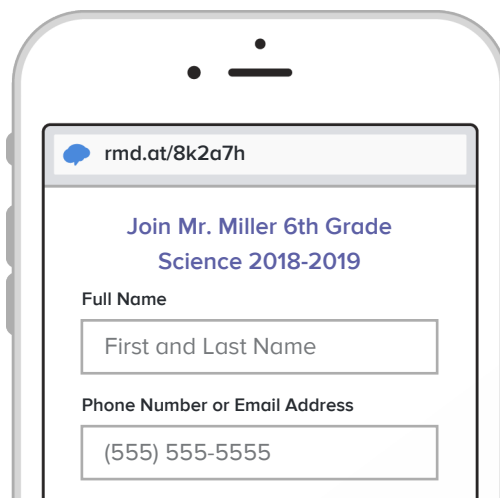 rmd.at/8k2a7h
Join Mr. Miller 6th Grade
Science 2018-2019
Full Name
First and Last Name
Phone Number or Email Address
(555) 555-5555